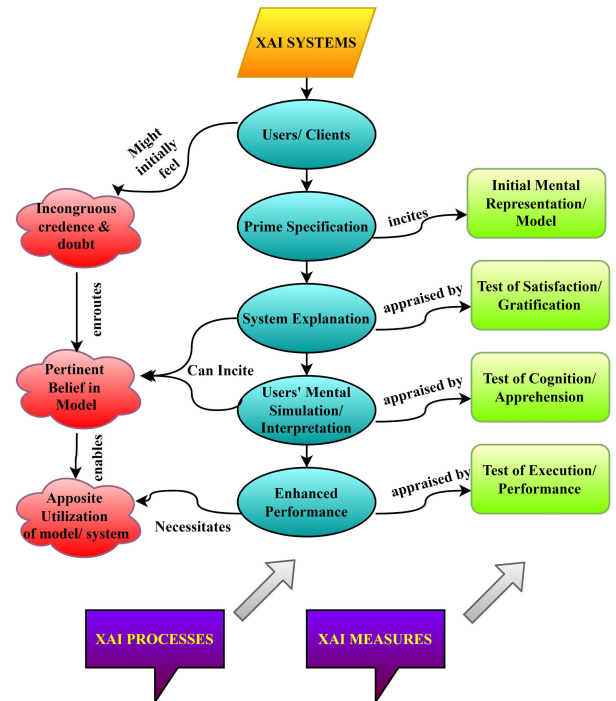 XAI SYSTEMS
Users/ Clients
Might
initially
feel
Incongruous
credence &
doubt
Prime Specification
incites
Initial Mental
Representation/
Model
enroutes
System Explanation
appraised by
Test of Satisfaction/
Gratification
Can Incite
Pertinent
Belief in
Model
Users' Mental
Simulation/
Interpretation
appraised by
Test of Cognition/
Apprehension
enables
Apposite
Utilization
of model/ system
Necessitates
Enhanced
Performance
appraised by
Test of Execution/
Performance
XAI PROCESSES
XAI MEASURES